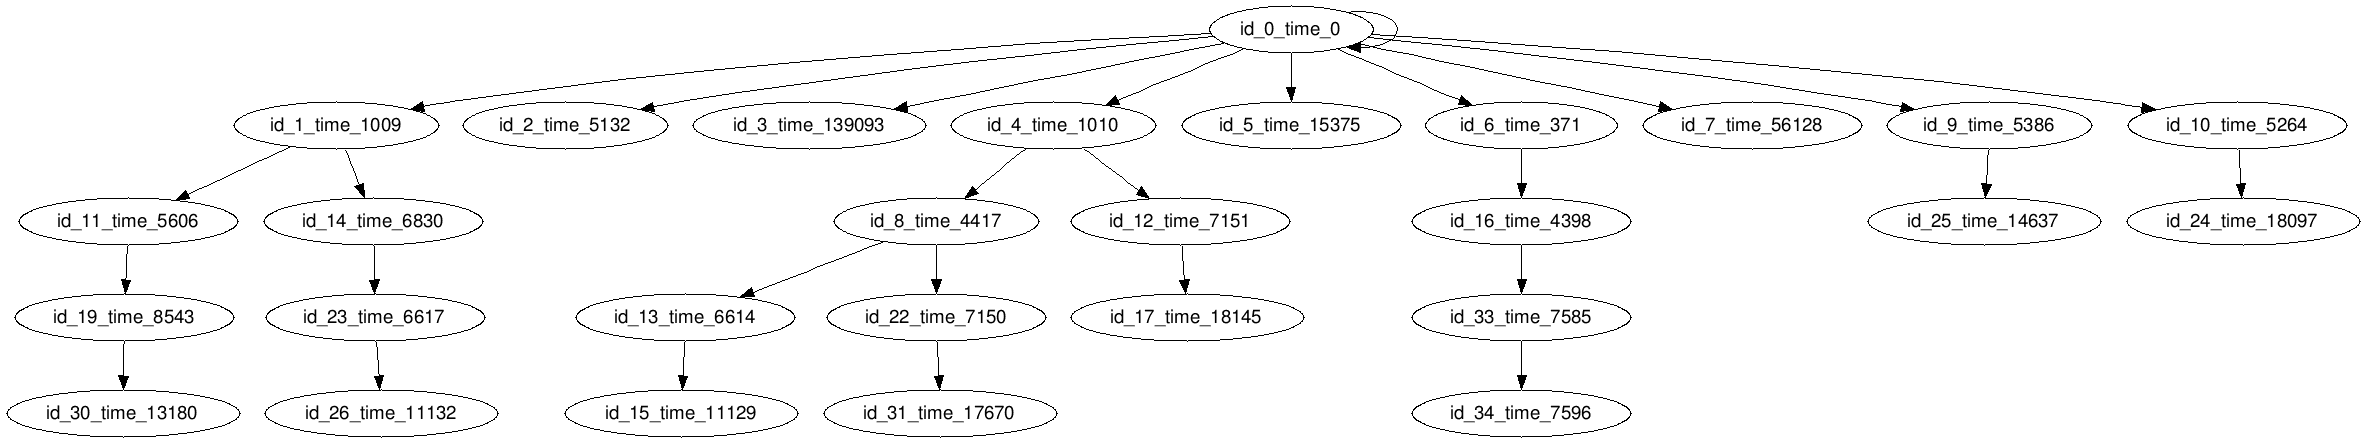 id_0_time_0
id_1_time_1009
id_2_time_5132
id_3_time_139093
id_4_time_1010
id_5_time_15375
id_6_time_371
id_7_time_56128
id_9_time_5386
id_10_time_5264
id_11_time_5606
id_14_time_6830
id_8_time_4417
id_12_time_7151
id_16_time_4398
id_25_time_14637
id_24_time_18097
id_19_time_8543
id_23_time_6617
id_13_time_6614
id_22_time_7150
id_17_time_18145
id_33_time_7585
id_30_time_13180
id_26_time_11132
id_15_time_11129
id_31_time_17670
id_34_time_7596